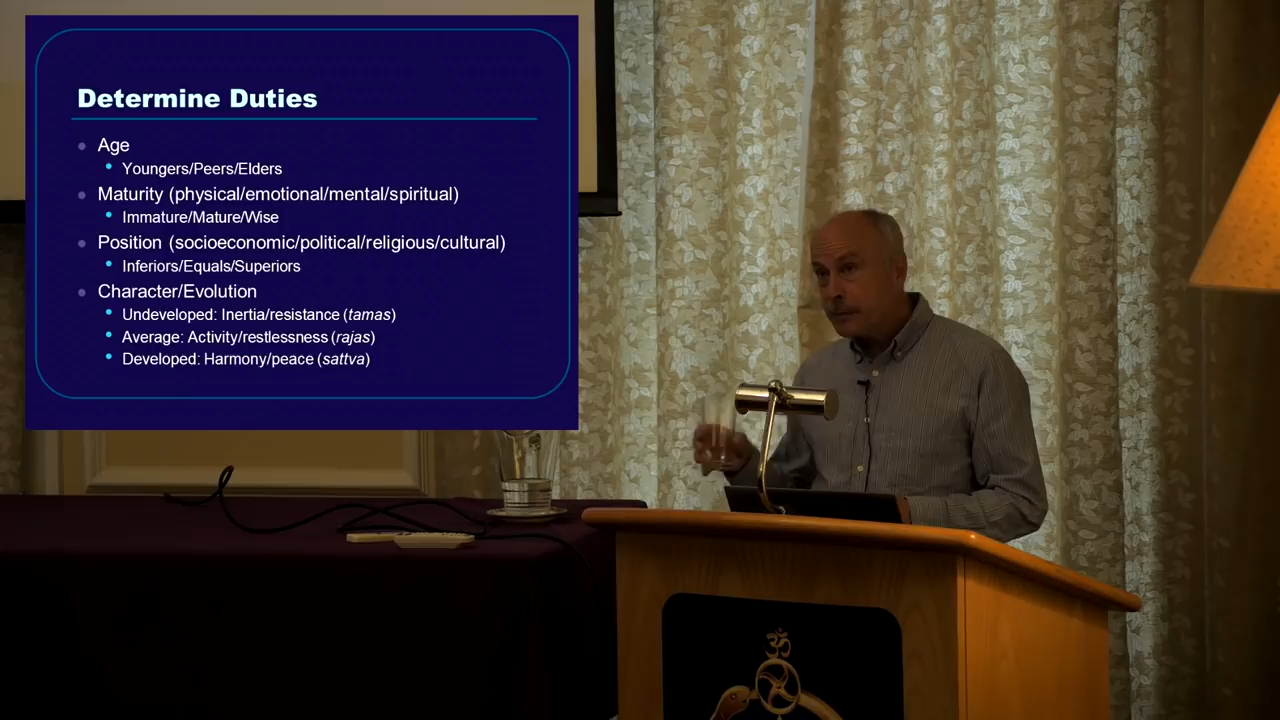 Determine Duties
Age
Youngers/Peers/Elders
Maturity (physical/emotional/mental/spiritual)
Immature/Mature/Wise
Position (socioeconomic/political/religious/cultural)
Inferiors/Equals/Superiors
Character/Evolution
Undeveloped: Inertia/resistance (tamas)
Average: Activity/restlessness (rajas)
Developed: Harmony/peace (sattva)
ॐ